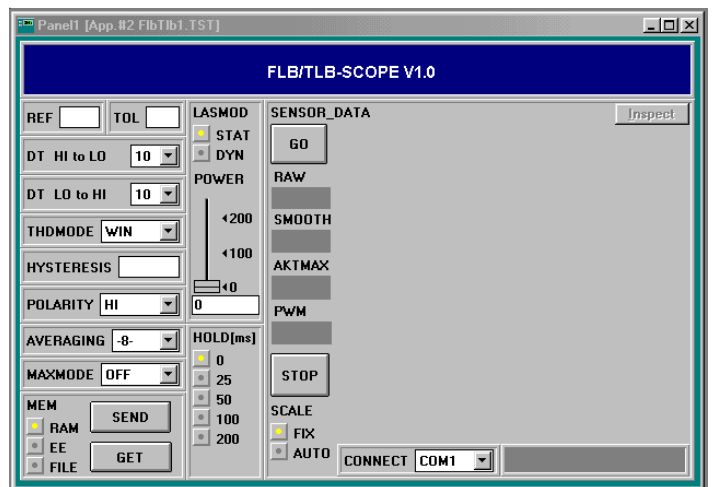 Panel1 [App.#2 FlbTlb1.TST]
FLB/TLB-SCOPE V1.0
REF TOL
DT HI to LO 10
DT LO to HI 10
THDMODE WIN
HYSTERESIS
POLARITY HI
AVERAGING -8-
MAXMODE OFF
MEM
RAM
EE
FILE
SEND
GET
LASMOD
STAT
DYN
POWER
200
100
0
0
HOLD[ms]
0
25
50
100
200
SENSOR_DATA
GO
RAW
SMOOTH
AKTMAX
PWM
STOP
SCALE
FIX
AUTO
Inspect
CONNECT COM1